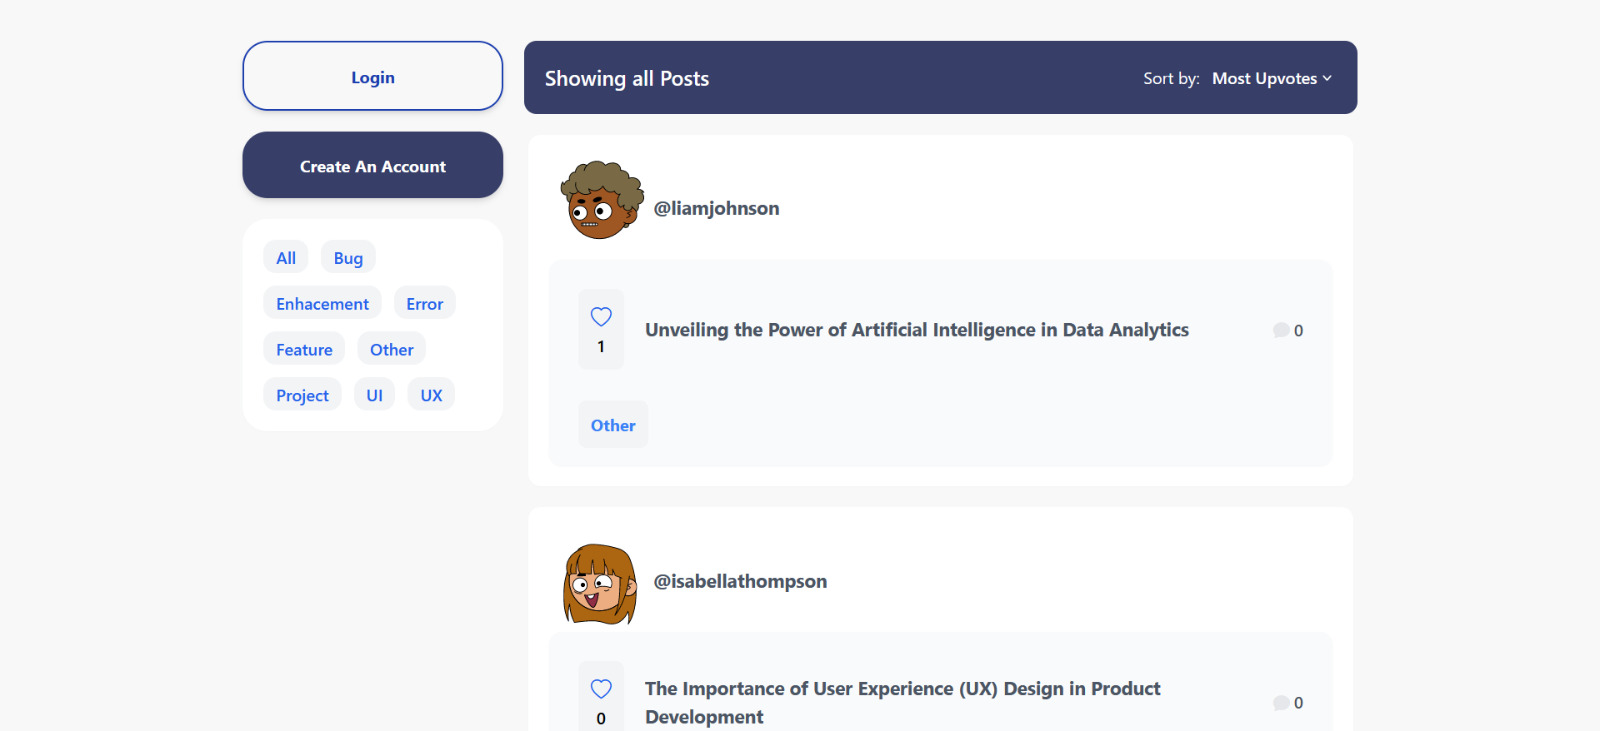 Login
Create An Account
All Bug
Enhacement Error
Feature Other
Project UI UX
Showing all Posts Sort by: Most Upvotes
@liamjohnson
Unveiling the Power of Artificial Intelligence in Data Analytics
1
0
Other
@isabellathompson
The Importance of User Experience (UX) Design in Product
Development
0
0